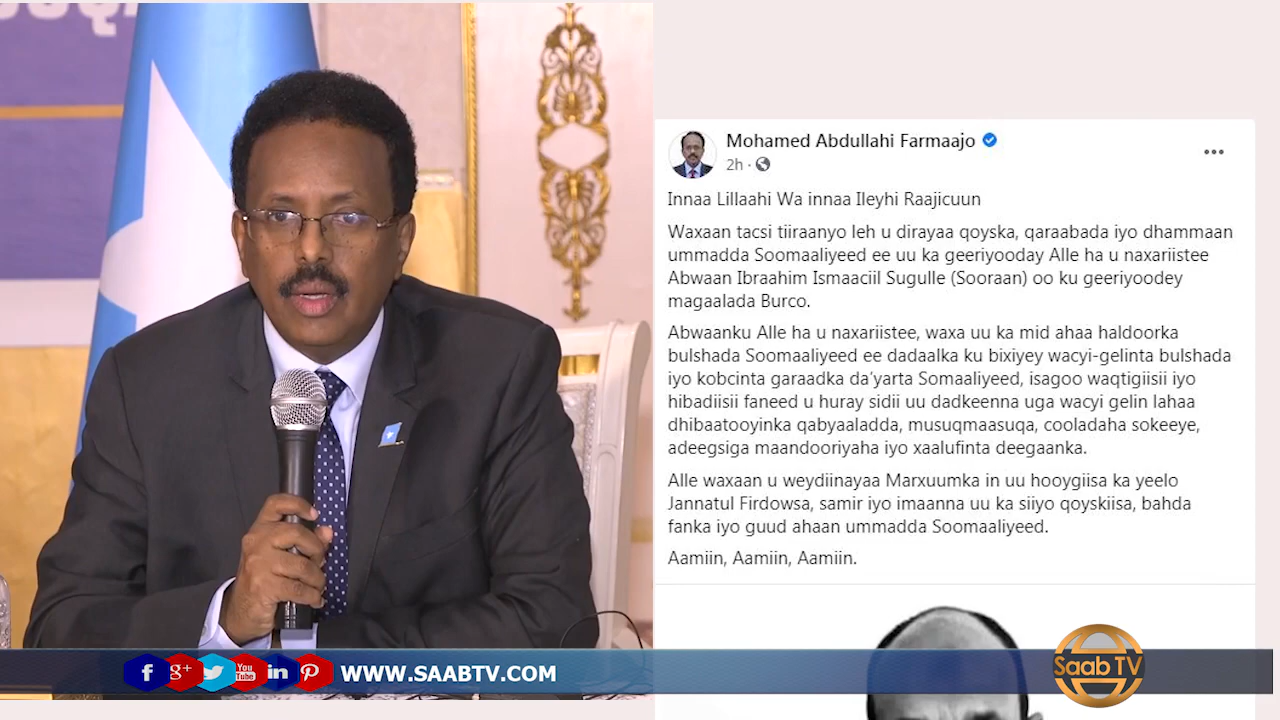 Mohamed Abdullahi Farmaajo
2h ·
Innaa Lillaahi Wa innaa Ileyhi Raajicuun
Waxaan tacsi tiiraanyo leh u dirayaa qoyska, qaraabada iyo dhammaan
ummadda Soomaaliyeed ee uu ka geeriyooday Alle ha u naxariistee
Abwaan Ibraahim Ismaaciil Sugulle (Sooraan) oo ku geeriyoodey
magaalada Burco.
Abwaanku Alle ha u naxariistee, waxa uu ka mid ahaa haldoorka
bulshada Soomaaliyeed ee dadaalka ku bixiyey wacyi-gelinta bulshada
iyo kobcinta garaadka da'yarta Somaaliyeed, isagoo waqtigiisii iyo
hibadiisii faneed u huray sidii uu dadkeenna uga wacyi gelin lahaa
dhibaatooyinka qabyaaladda, musuqmaasuqa, cooladaha sokeeye,
adeegsiga maandooriyaha iyo xaalufinta deegaanka.
Alle waxaan u weydiinayaa Marxuumka in uu hooygiisa ka yeelo
Jannatul Firdowsa, samir iyo imaanna uu ka siiyo qoyskiisa, bahda
fanka iyo guud ahaan ummadda Soomaaliyeed.
Aamiin, Aamiin, Aamiin.
f g+ You Tube in
WWW.SAABTV.COM
Saab TV